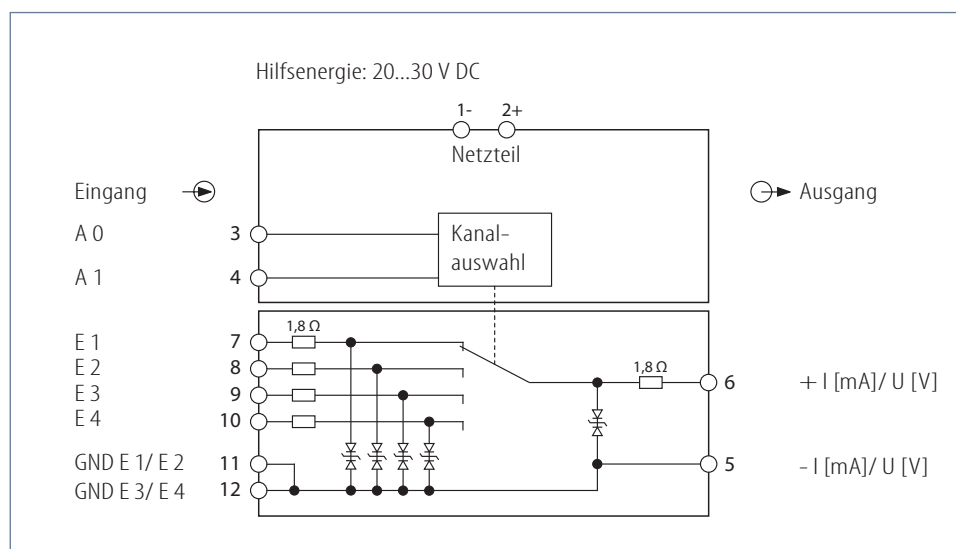 Hilfsenergie: 20...30 V DC
1- 2+
Netzteil
Eingang
Ausgang
A 0 3
Kanal-
auswahl
A 1 4
1,8 Ω
E 1 7
E 2 8
1,8 Ω
6 + I [mA]/ U [V]
E 3 9
E 4 10
GND E 1/ E 2 11
5 - I [mA]/ U [V]
GND E 3/ E 4 12